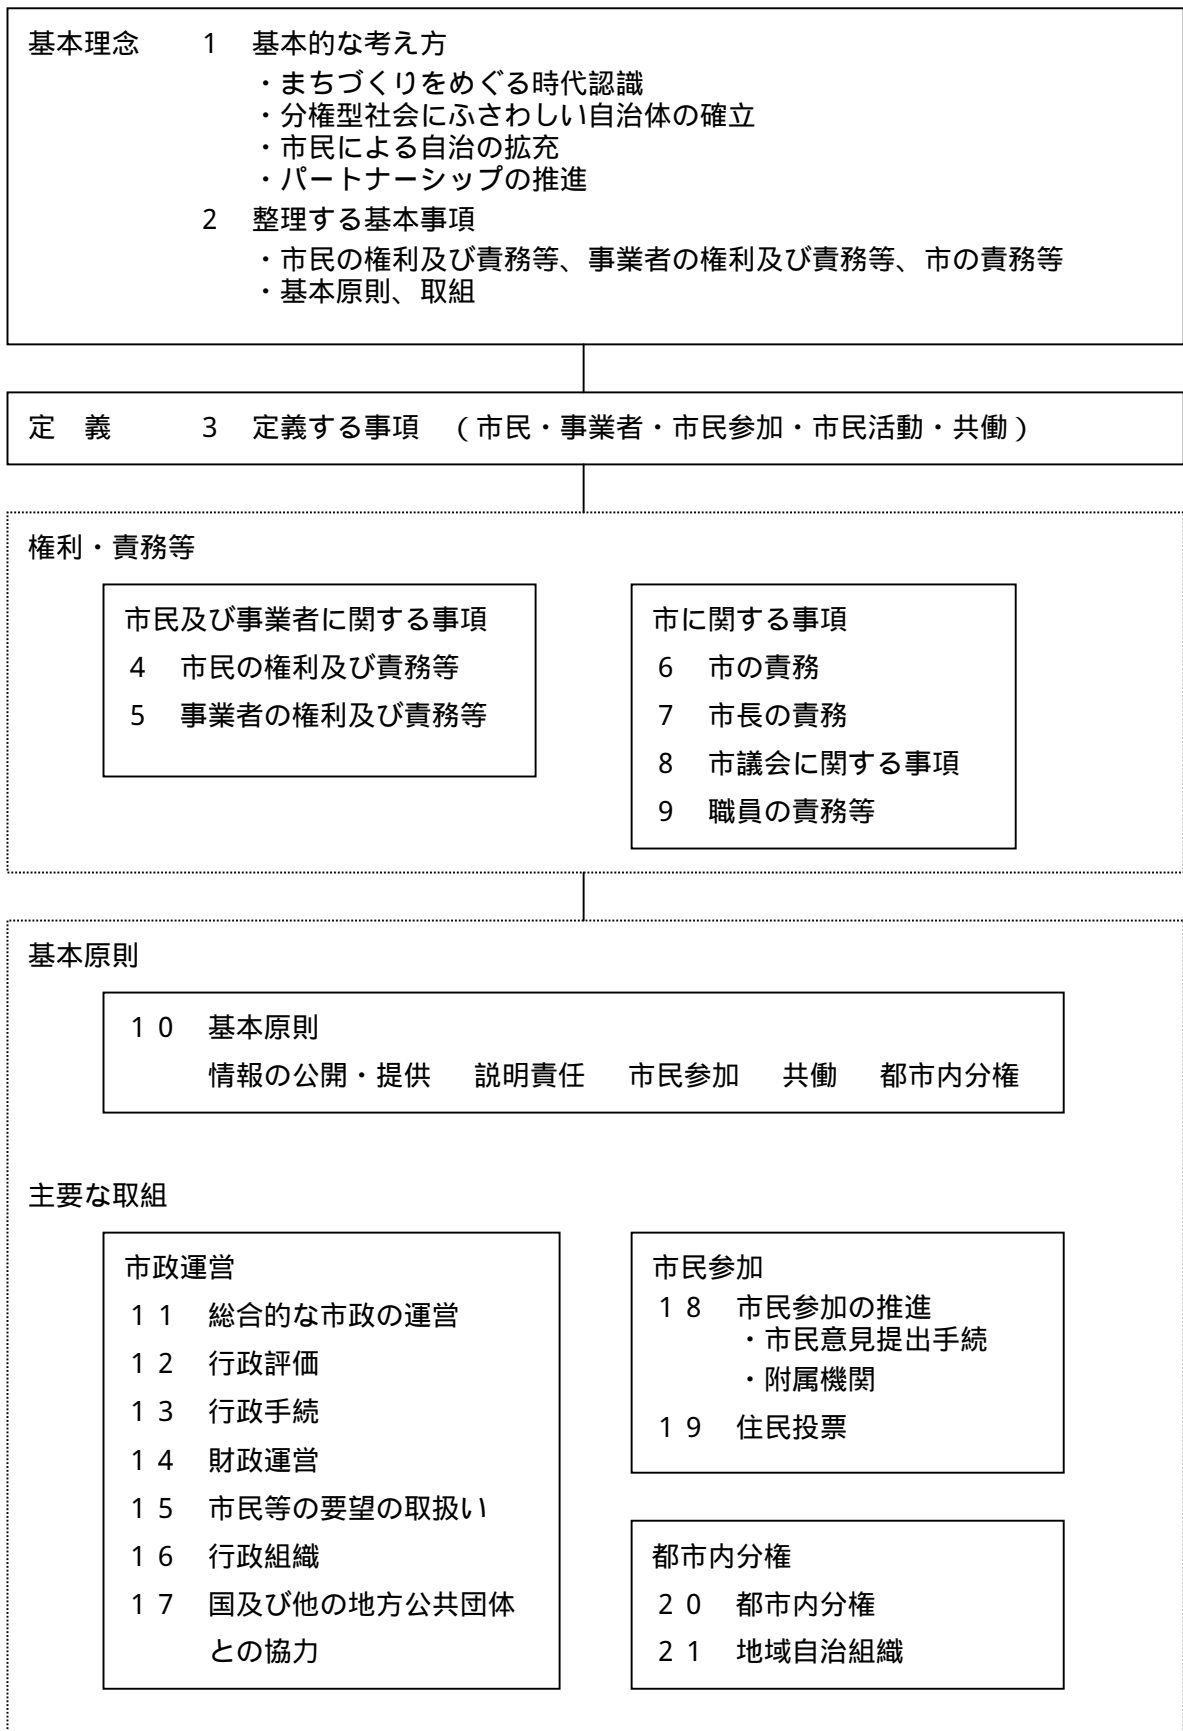 基本理念　1　基本的な考え方
・まちづくりをめぐる時代認識
・分権型社会にふさわしい自治体の確立
・市民による自治の拡充
・パートナーシップの推進
2　整理する基本事項
・市民の権利及び責務等、事業者の権利及び責務等、市の責務等
・基本原則、取組
定　義　3　定義する事項　（市民・事業者・市民参加・市民活動・共働）
権利・責務等
市民及び事業者に関する事項
4　市民の権利及び責務等
5　事業者の権利及び責務等
市に関する事項
6　市の責務
7　市長の責務
8　市議会に関する事項
9　職員の責務等
基本原則
10　基本原則
情報の公開・提供　説明責任　市民参加　共働　都市内分権
主要な取組
市政運営
11　総合的な市政の運営
12　行政評価
13　行政手続
14　財政運営
15　市民等の要望の取扱い
16　行政組織
17　国及び他の地方公共団体
との協力
市民参加
18　市民参加の推進
・市民意見提出手続
・附属機関
19　住民投票
都市内分権
20　都市内分権
21　地域自治組織